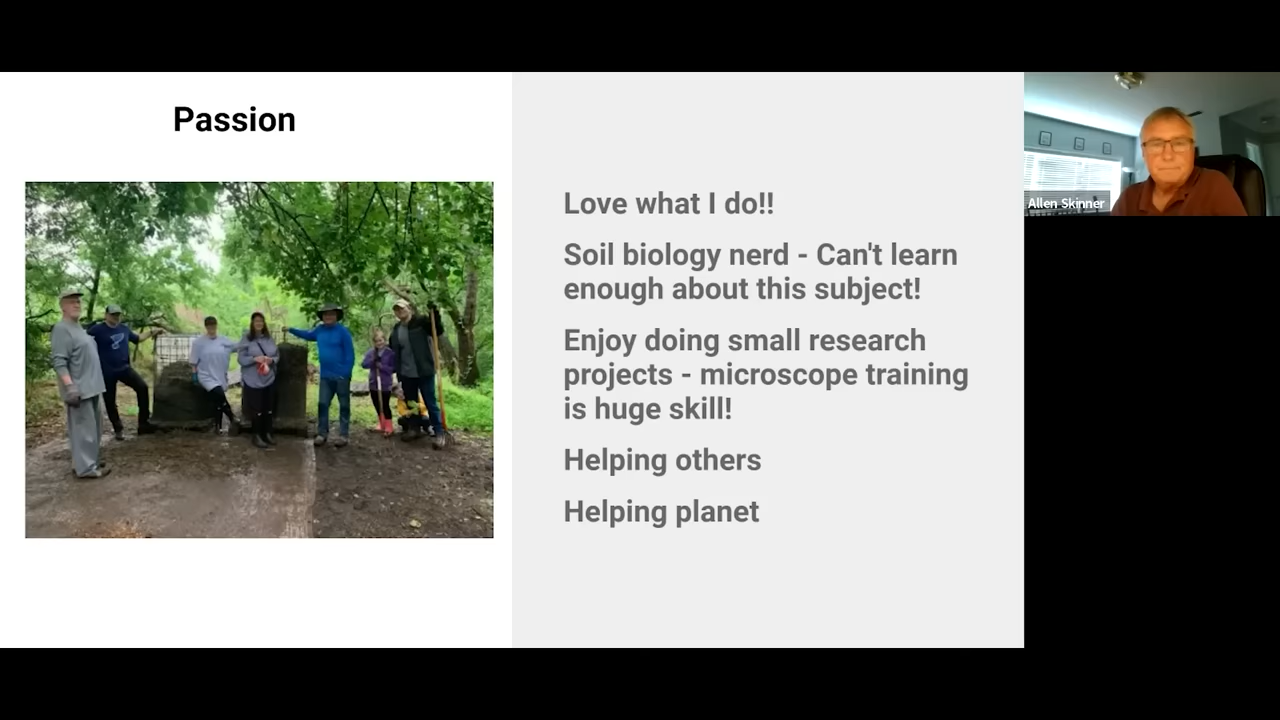 Passion
Love what I do!!
Soil biology nerd - Can't learn
enough about this subject!
Enjoy doing small research
projects - microscope training
is huge skill!
Helping others
Helping planet
Allen Skinner